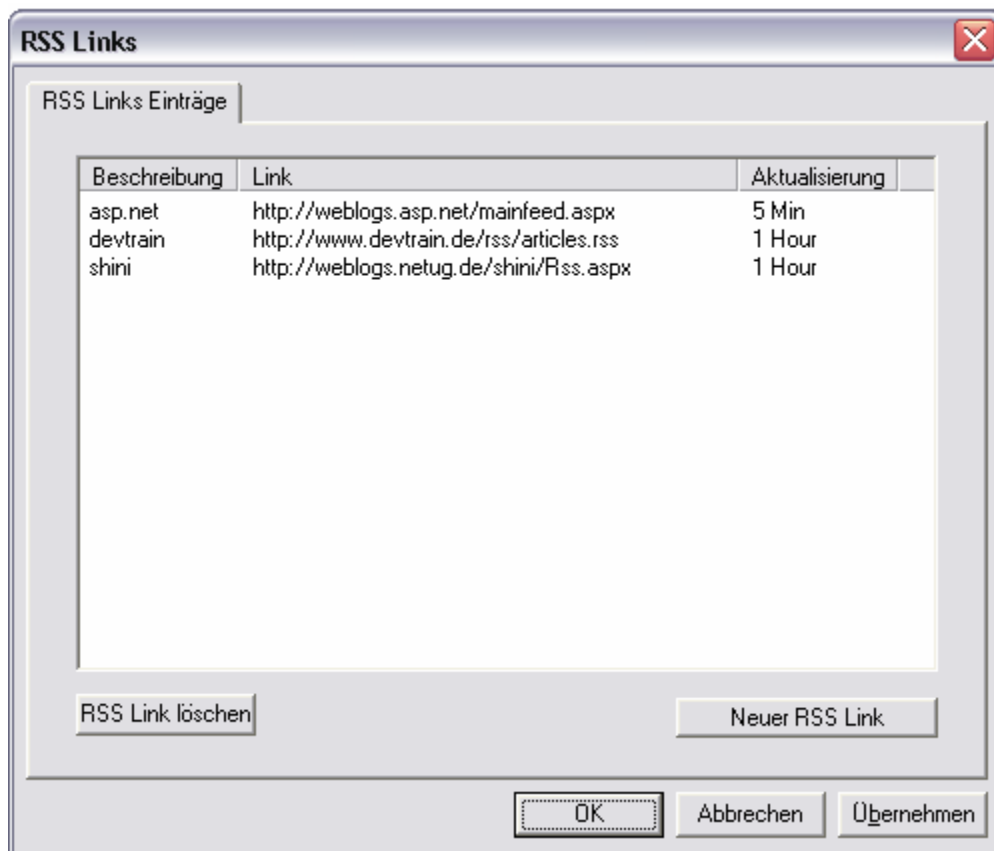 RSS Links
RSS Links Einträge
Beschreibung Link Aktualisierung
asp.net http://weblogs.asp.net/mainfeed.aspx 5 Min
devtrain http://www.devtrain.de/rss/articles.rss 1 Hour
shini http://weblogs.netug.de/shini/Rss.aspx 1 Hour
RSS Link löschen Neuer RSS Link
OK Abbrechen Übernehmen